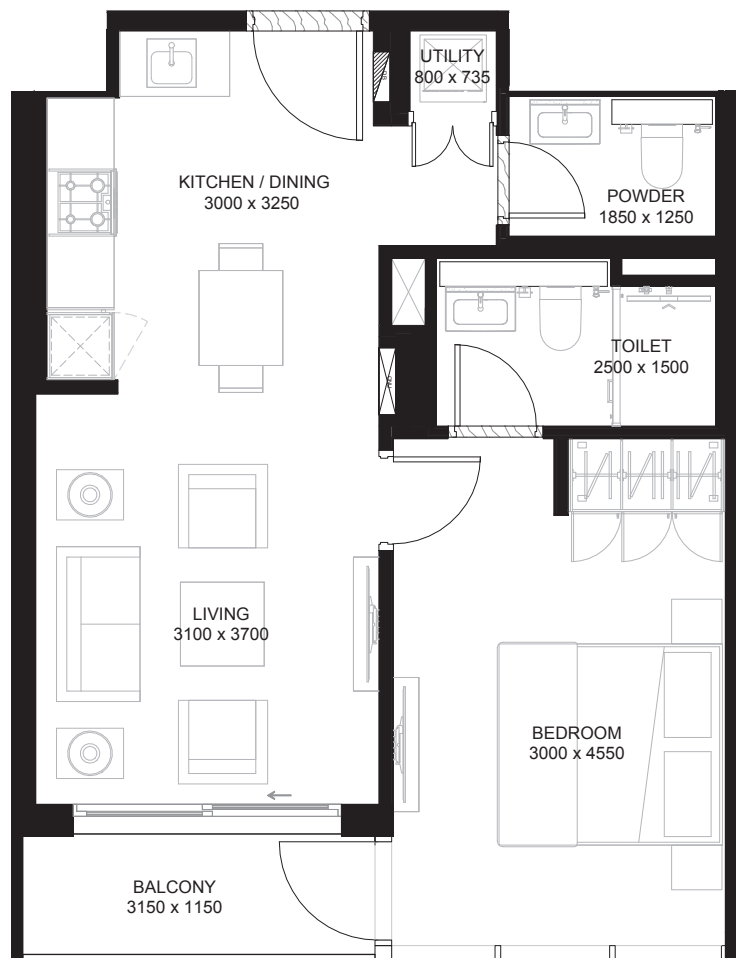 UTILITY
800 x 735
KITCHEN / DINING
3000 x 3250
POWDER
1850 x 1250
TOILET
2500 x 1500
LIVING
3100 x 3700
BEDROOM
3000 x 4550
BALCONY
3150 x 1150